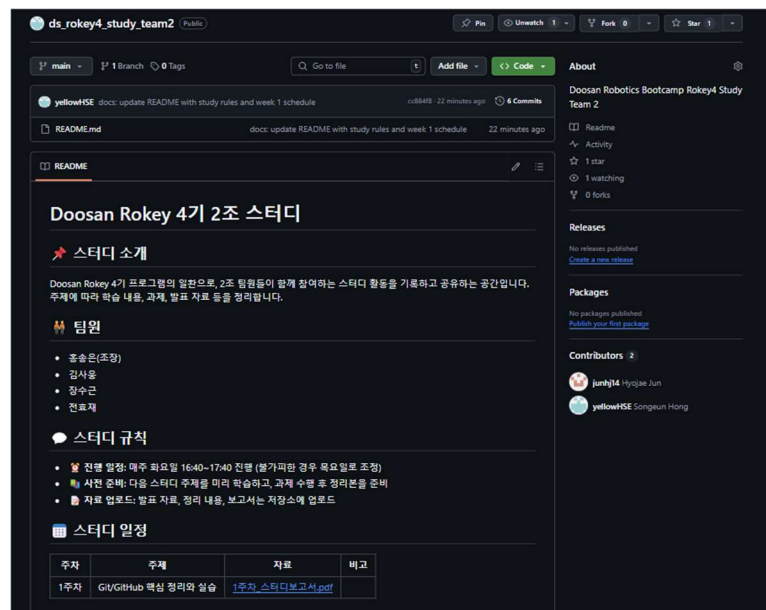 ds_rokey4_study_team2 Public
Pin
Unwatch 1
Fork 0
Star 1
main
1 Branch
0 Tags
Go to file
t
Add file
Code
yellowHSE docs: update README with study rules and week 1 schedule
cc884f8 · 22 minutes ago
6 Commits
README.md
docs: update README with study rules and week 1 schedule
22 minutes ago
README
Doosan Rokey 4기 2조 스터디
📌 스터디 소개
Doosan Rokey 4기 프로그램의 일환으로, 2조 팀원들이 함께 참여하는 스터디 활동을 기록하고 공유하는 공간입니다.
주제에 따라 학습 내용, 과제, 발표 자료 등을 정리합니다.
팀원
• 홍송은(조장)
• 김사웅
• 장수근
• 전효재
스터디 규칙
• 진행 일정: 매주 화요일 16:40~17:40 진행 (불가피한 경우 목요일로 조정)
• 사전 준비: 다음 스터디 주제를 미리 학습하고, 과제 수행 후 정리본을 준비
• 자료 업로드: 발표 자료, 정리 내용, 보고서는 저장소에 업로드
스터디 일정
주차 주제 자료 비고
1주차 Git/GitHub 핵심 정리와 실습 1주차_스터디보고서.pdf
About
Doosan Robotics Bootcamp Rokey4 Study
Team 2
Readme
Activity
1 star
1 watching
0 forks
Releases
No releases published
Create a new release
Packages
No packages published
Publish your first package
Contributors 2
junhj14 Hyojae Jun
yellowHSE Songeun Hong